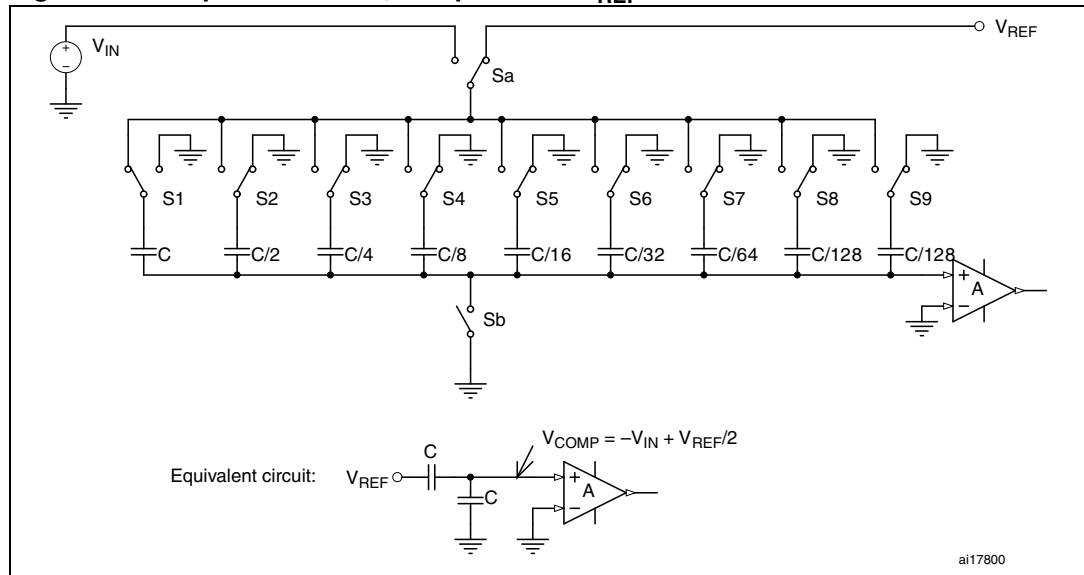 V_IN
V_REF
Sa
S1 S2 S3 S4 S5 S6 S7 S8 S9
C C/2 C/4 C/8 C/16 C/32 C/64 C/128 C/128
+
A
−
Sb
V_COMP = −V_IN + V_REF/2
C
Equivalent circuit: V_REF
+
A
C
−
ai17800